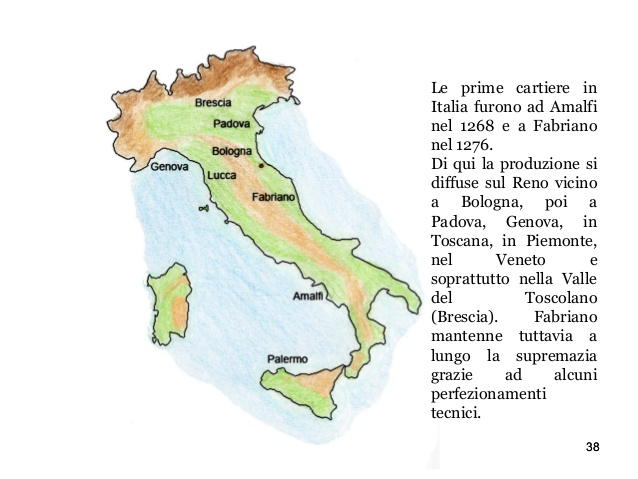 Brescia
Padova
Bologna
Genova
Lucca
Fabriano
Amalfi
Palermo
Le prime cartiere in
Italia furono ad Amalfi
nel 1268 e a Fabriano
nel 1276.
Di qui la produzione si
diffuse sul Reno vicino
a Bologna, poi a
Padova, Genova, in
Toscana, in Piemonte,
nel Veneto e
soprattutto nella Valle
del Toscolano
(Brescia). Fabriano
mantenne tuttavia a
lungo la supremazia
grazie ad alcuni
perfezionamenti
tecnici.
38